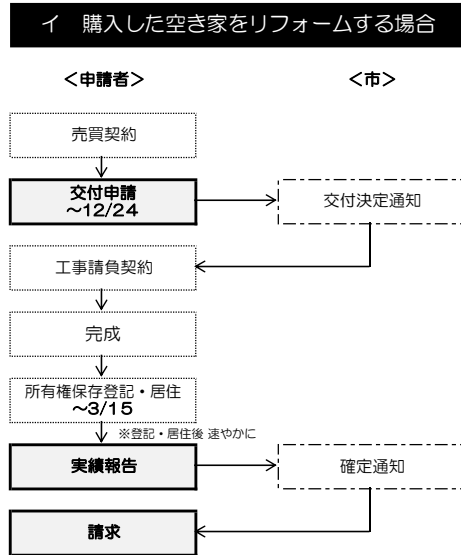 イ　購入した空き家をリフォームする場合
＜申請者＞
＜市＞
売買契約
交付申請
～12/24
交付決定通知
工事請負契約
完成
所有権保存登記・居住
～3/15
※登記・居住後 速やかに
実績報告
確定通知
請求